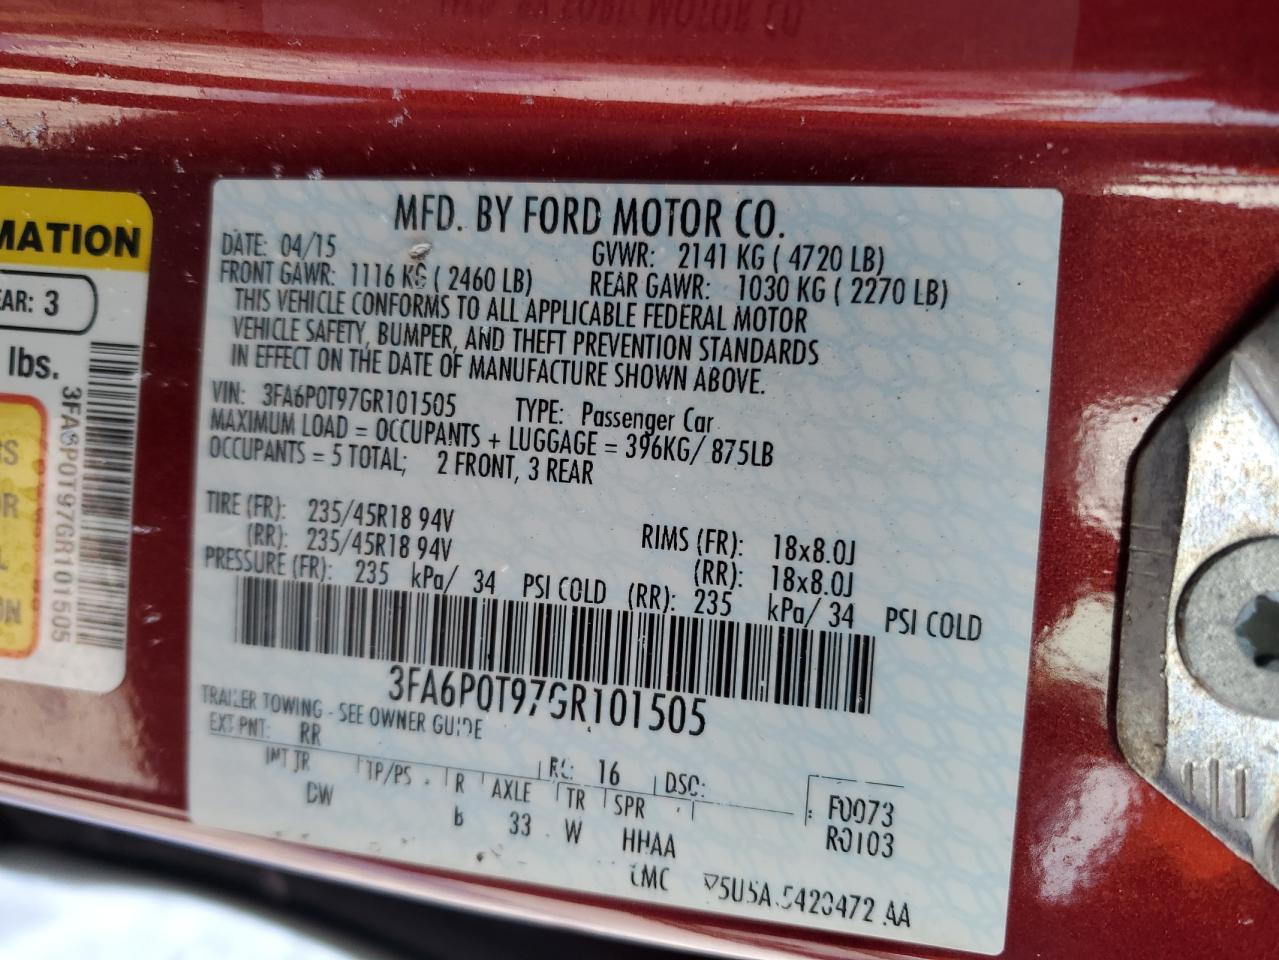 MFD. BY FORD MOTOR CO.
DATE: 04/15 GVWR: 2141 KG ( 4720 LB)
FRONT GAWR: 1116 KG ( 2460 LB) REAR GAWR: 1030 KG ( 2270 LB)
THIS VEHICLE CONFORMS TO ALL APPLICABLE FEDERAL MOTOR
VEHICLE SAFETY, BUMPER, AND THEFT PREVENTION STANDARDS
IN EFFECT ON THE DATE OF MANUFACTURE SHOWN ABOVE.
VIN: 3FA6P0T97GR101505 TYPE: Passenger Car
MAXIMUM LOAD = OCCUPANTS + LUGGAGE = 396KG/ 875LB
OCCUPANTS = 5 TOTAL; 2 FRONT, 3 REAR
TIRE (FR): 235/45R18 94V RIMS (FR): 18x8.0J
(RR): 235/45R18 94V (RR): 18x8.0J
PRESSURE (FR): 235 kPa/ 34 PSI COLD (RR): 235 kPa/ 34 PSI COLD
3FA6P0T97GR101505
TRAILER TOWING - SEE OWNER GUIDE
EXT PNT: RR RC: 16 DSO:
INT TR TP/PS R AXLE TR SPR F0073
DW 6 33 W HHAA R0103
MATION
EAR: 3
lbs.
3FA6P0T97GR101505